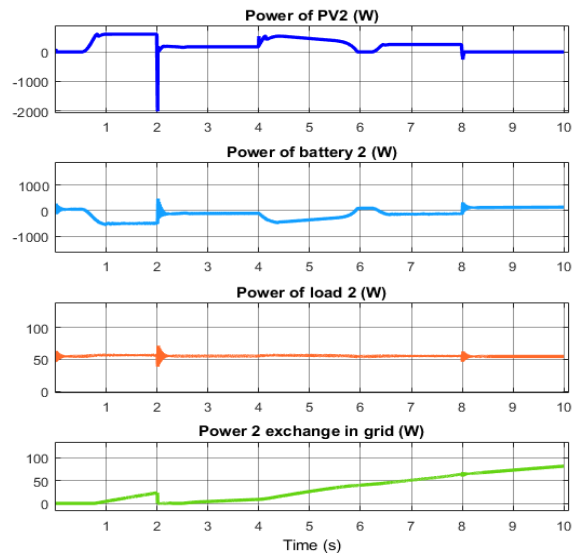 Power of PV2 (W)
0
-1000
-2000
1 2 3 4 5 6 7 8 9 10
Power of battery 2 (W)
1000
0
-1000
1 2 3 4 5 6 7 8 9 10
Power of load 2 (W)
100
50
0
1 2 3 4 5 6 7 8 9 10
Power 2 exchange in grid (W)
100
50
0
1 2 3 4 5 6 7 8 9 10
Time (s)